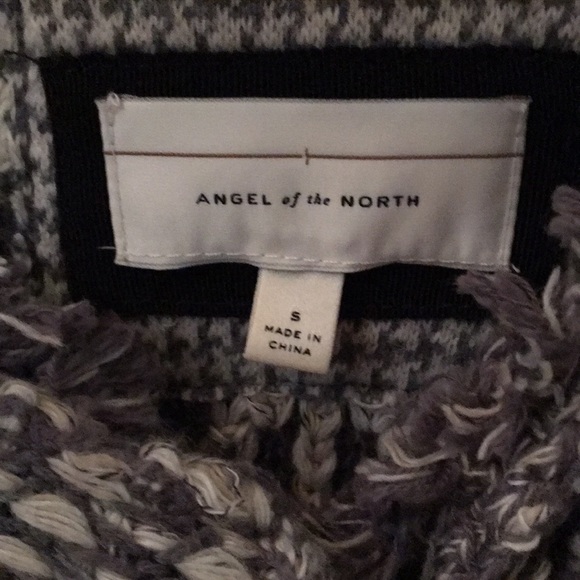 ANGEL of the NORTH
S
MADE IN
CHINA